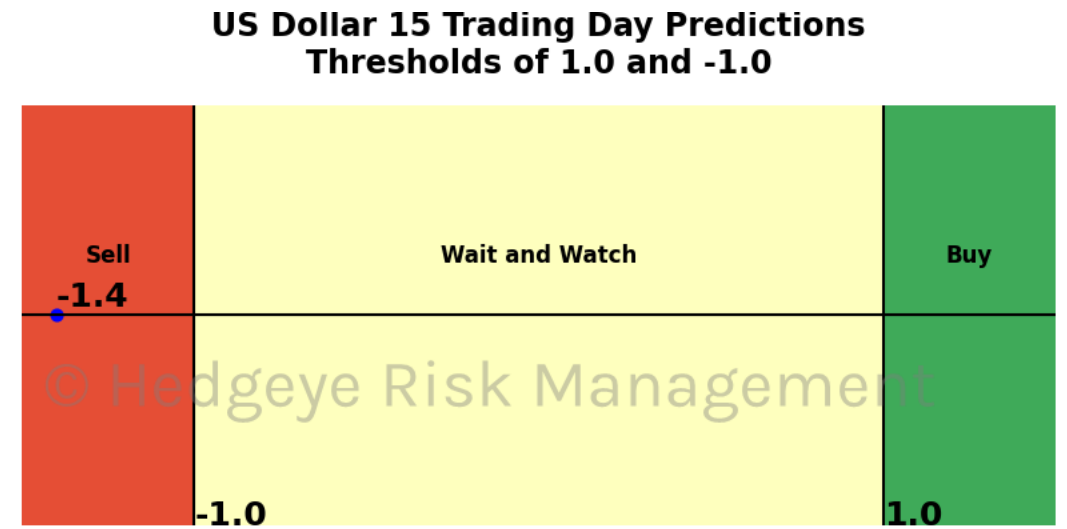 US Dollar 15 Trading Day Predictions
Thresholds of 1.0 and -1.0
Sell
Wait and Watch
Buy
-1.4
© Hedgeye Risk Management
-1.0
1.0